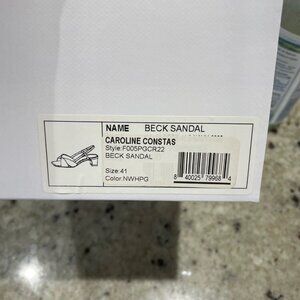 NAME BECK SANDAL
CAROLINE CONSTAS
Style:F005PGCR22
BECK SANDAL
Size:41
Color:NWHPG
8 40025 79968 4